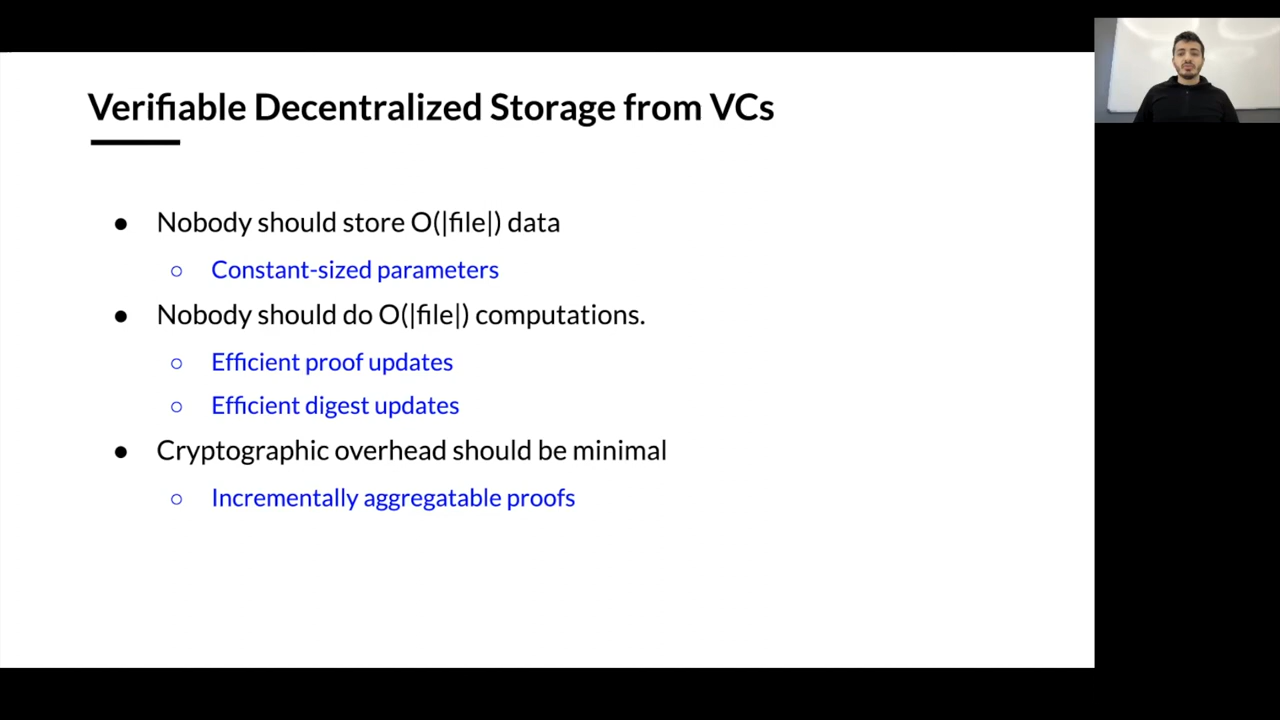 Verifiable Decentralized Storage from VCs
● Nobody should store O(|file|) data
○ Constant-sized parameters
● Nobody should do O(|file|) computations.
○ Efficient proof updates
○ Efficient digest updates
● Cryptographic overhead should be minimal
○ Incrementally aggregatable proofs